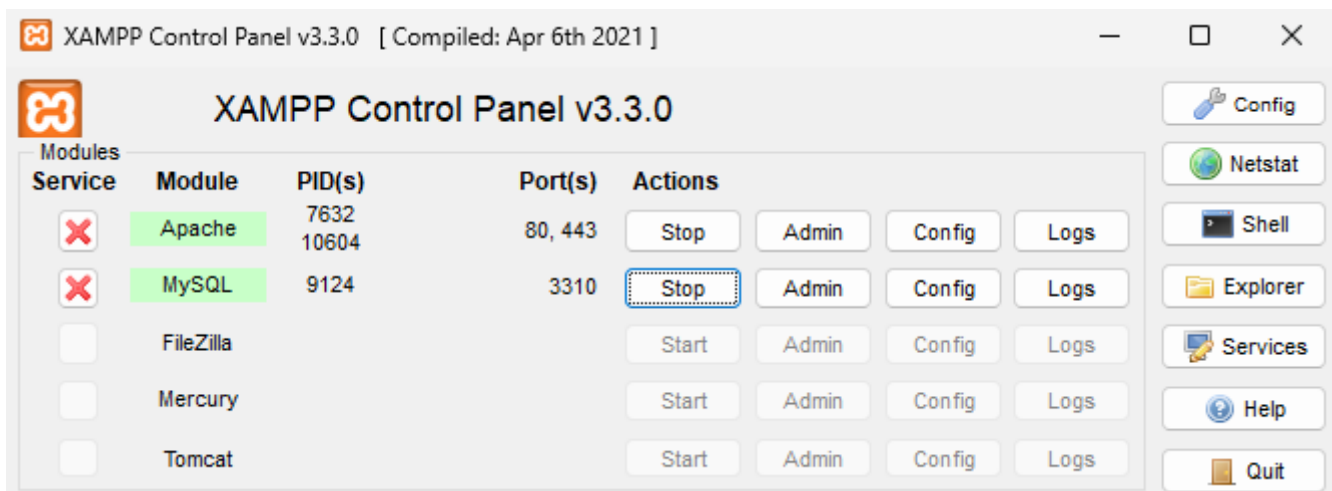 XAMPP Control Panel v3.3.0 [ Compiled: Apr 6th 2021 ]
XAMPP Control Panel v3.3.0
Config
Modules
Netstat
Service Module PID(s) Port(s) Actions
Apache 7632 10604 80, 443 Stop Admin Config Logs
Shell
MySQL 9124 3310 Stop Admin Config Logs
Explorer
FileZilla Start Admin Config Logs
Services
Mercury Start Admin Config Logs
Help
Tomcat Start Admin Config Logs
Quit